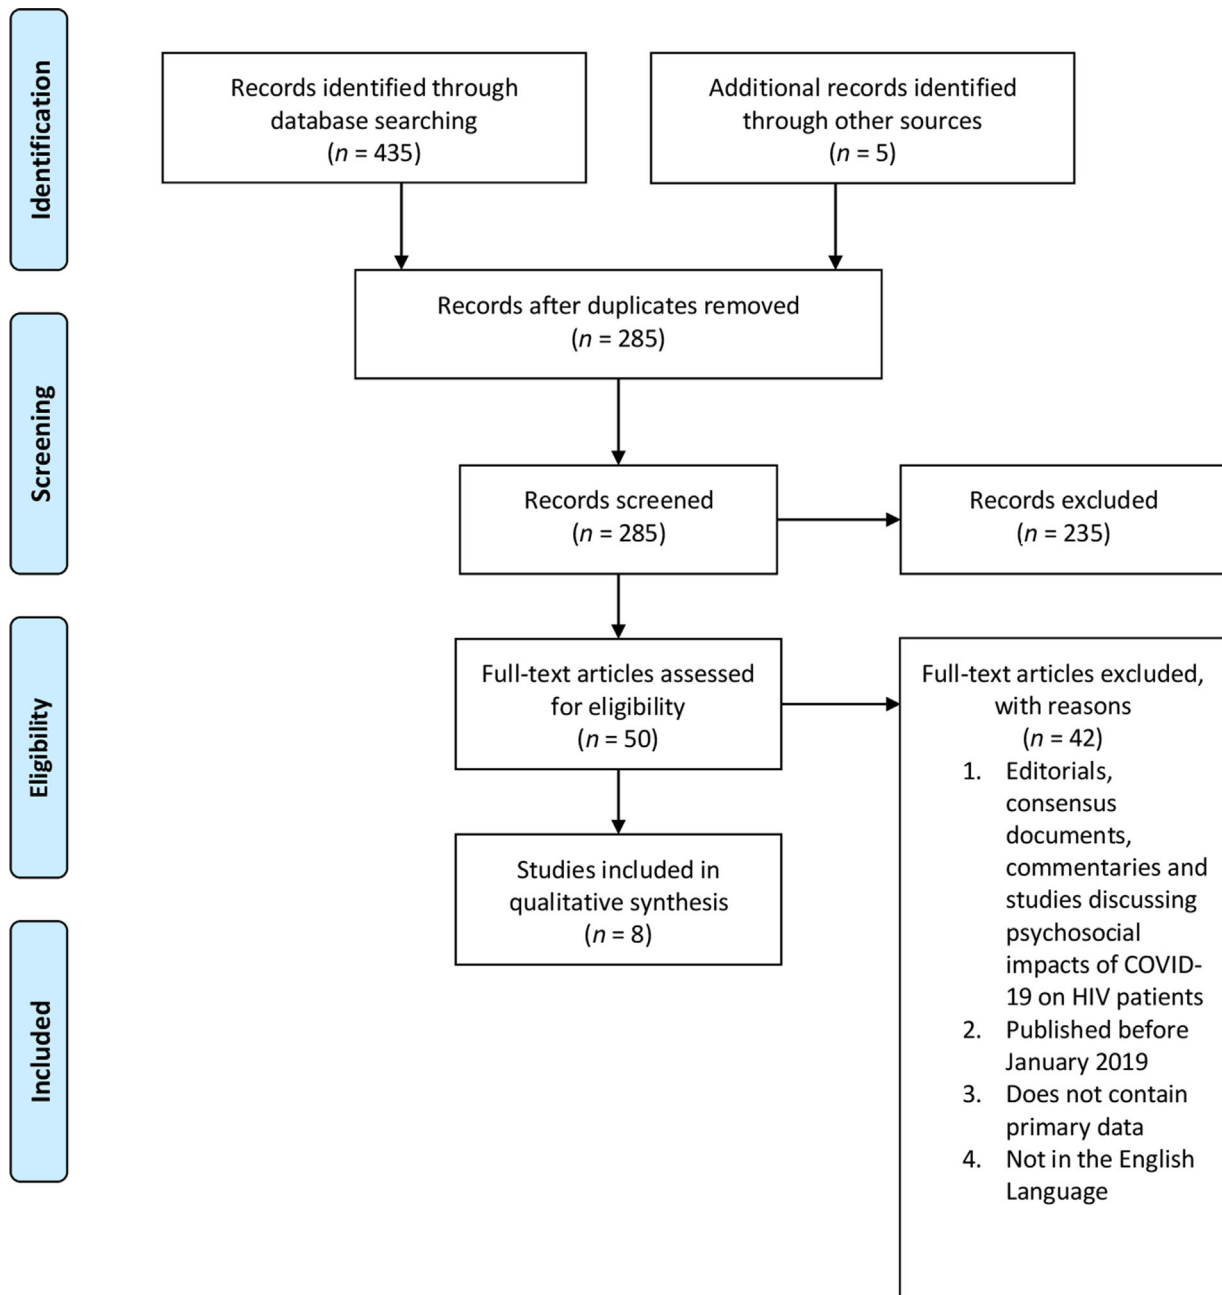 Identification
Records identified through
database searching
(n = 435)
Additional records identified
through other sources
(n = 5)
Records after duplicates removed
(n = 285)
Screening
Records screened
(n = 285)
Records excluded
(n = 235)
Eligibility
Full-text articles assessed
for eligibility
(n = 50)
Full-text articles excluded,
with reasons
(n = 42)
1. Editorials,
consensus
documents,
commentaries and
studies discussing
psychosocial
impacts of COVID-
19 on HIV patients
2. Published before
January 2019
3. Does not contain
primary data
4. Not in the English
Language
Included
Studies included in
qualitative synthesis
(n = 8)